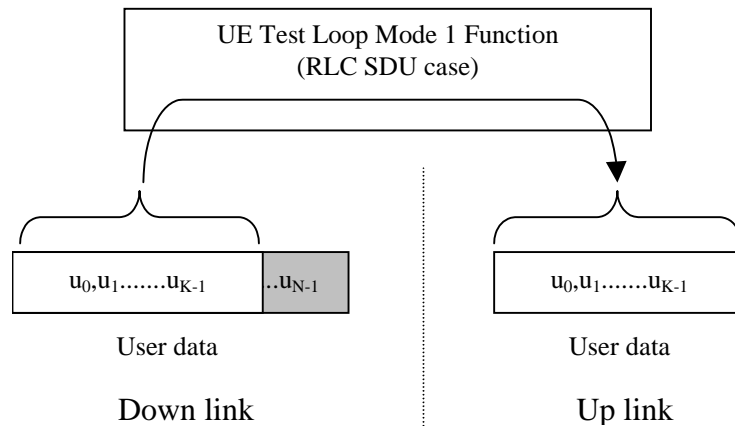 UE Test Loop Mode 1 Function
(RLC SDU case)
u0,u1.......uK-1 ...uN-1
u0,u1.......uK-1
User data
User data
Down link
Up link